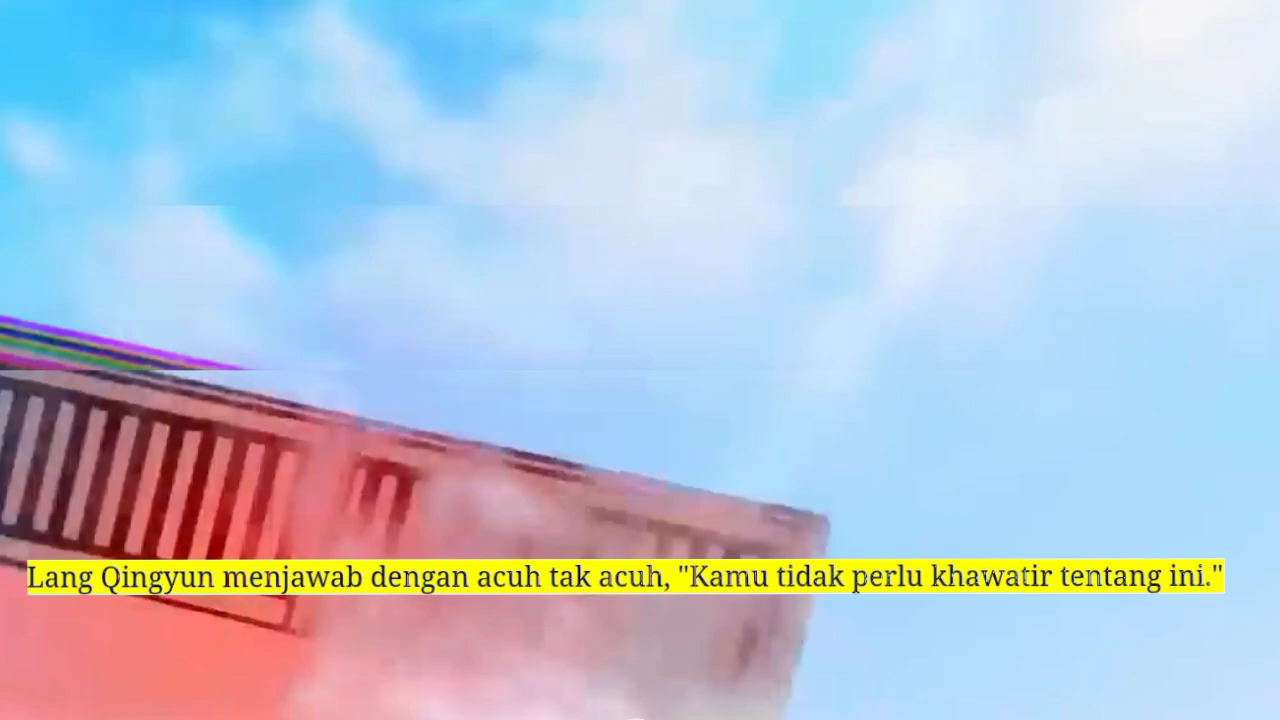 Lang Qingyun menjawab dengan acuh tak acuh, "Kamu tidak perlu khawatir tentang ini."